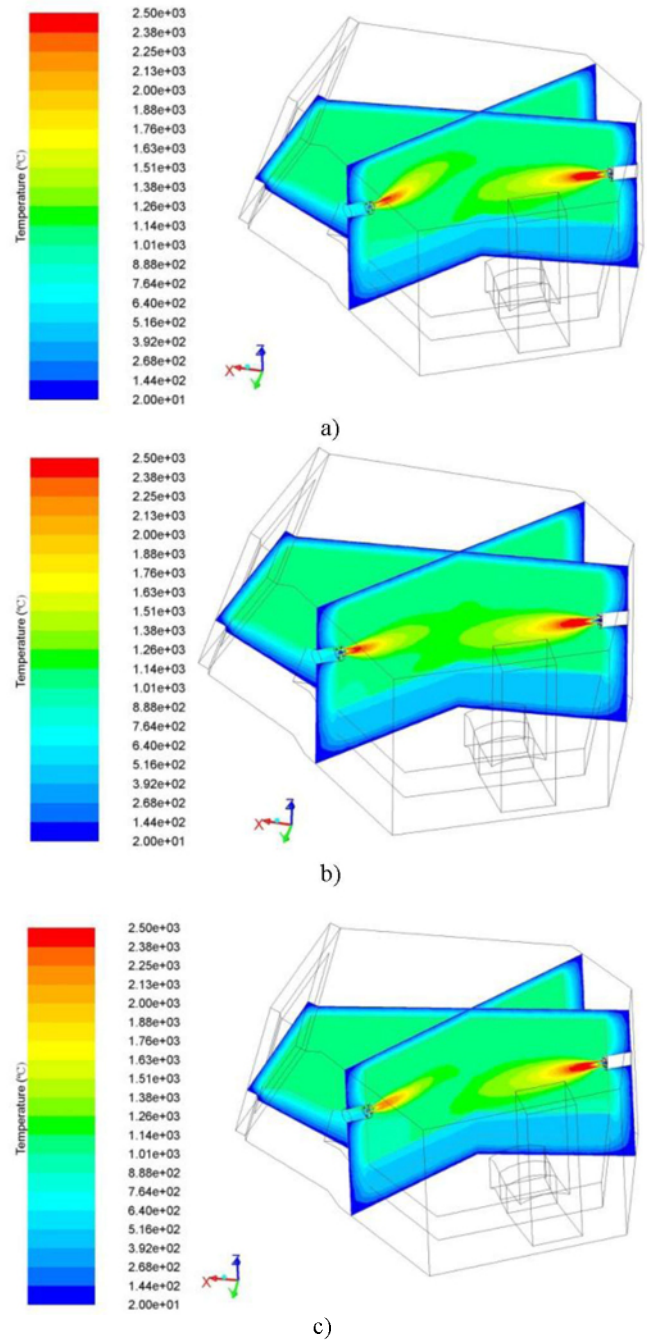 2.50e+03
2.38e+03
2.25e+03
2.13e+03
2.00e+03
1.88e+03
1.76e+03
1.63e+03
1.51e+03
1.38e+03
1.26e+03
1.14e+03
1.01e+03
8.88e+02
7.64e+02
6.40e+02
5.16e+02
3.92e+02
2.68e+02
1.44e+02
2.00e+01
Temperature (℃)
Z
X
Y
a)
2.50e+03
2.38e+03
2.25e+03
2.13e+03
2.00e+03
1.88e+03
1.76e+03
1.63e+03
1.51e+03
1.38e+03
1.26e+03
1.14e+03
1.01e+03
8.88e+02
7.64e+02
6.40e+02
5.16e+02
3.92e+02
2.68e+02
1.44e+02
2.00e+01
Temperature (℃)
Z
X
Y
b)
2.50e+03
2.38e+03
2.25e+03
2.13e+03
2.00e+03
1.88e+03
1.76e+03
1.63e+03
1.51e+03
1.38e+03
1.26e+03
1.14e+03
1.01e+03
8.88e+02
7.64e+02
6.40e+02
5.16e+02
3.92e+02
2.68e+02
1.44e+02
2.00e+01
Temperature (℃)
Z
X
Y
c)